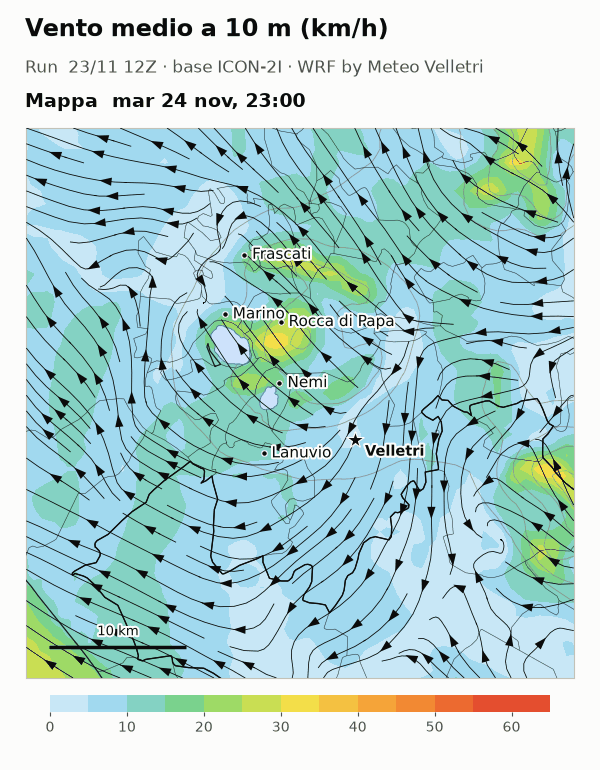 Vento medio a 10 m (km/h)
Run  23/11 12Z · base ICON-2I · WRF by Meteo Velletri
Mappa  mar 24 nov, 23:00
Frascati
Marino
Rocca di Papa
Nemi
Lanuvio
Velletri
10 km
0 10 20 30 40 50 60